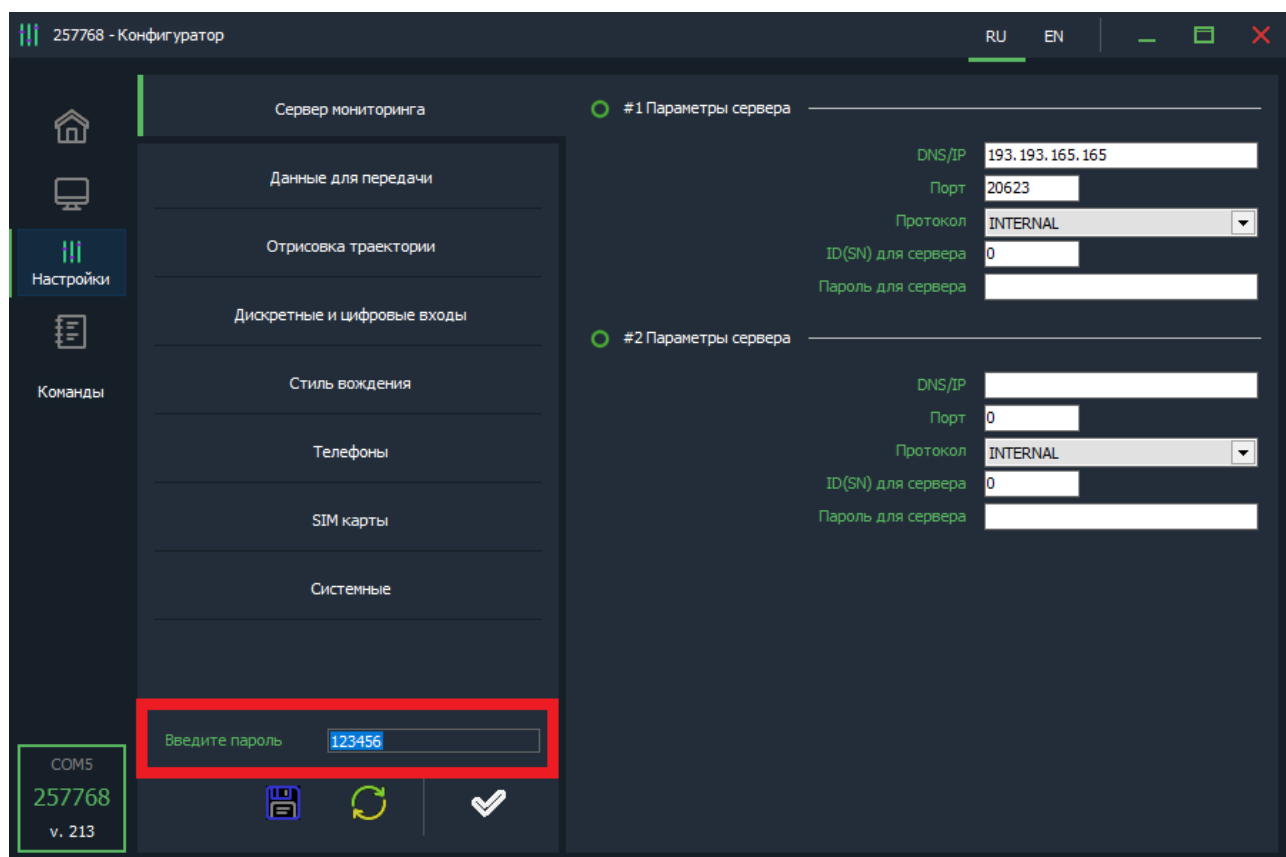 257768 - Конфигуратор
RU EN
Настройки
Команды
COM5
257768
v. 213
Сервер мониторинга
Данные для передачи
Отрисовка траектории
Дискретные и цифровые входы
Стиль вождения
Телефоны
SIM карты
Системные
Введите пароль 123456
#1 Параметры сервера
DNS/IP 193.193.165.165
Порт 20623
Протокол INTERNAL
ID(SN) для сервера 0
Пароль для сервера
#2 Параметры сервера
DNS/IP
Порт 0
Протокол INTERNAL
ID(SN) для сервера 0
Пароль для сервера